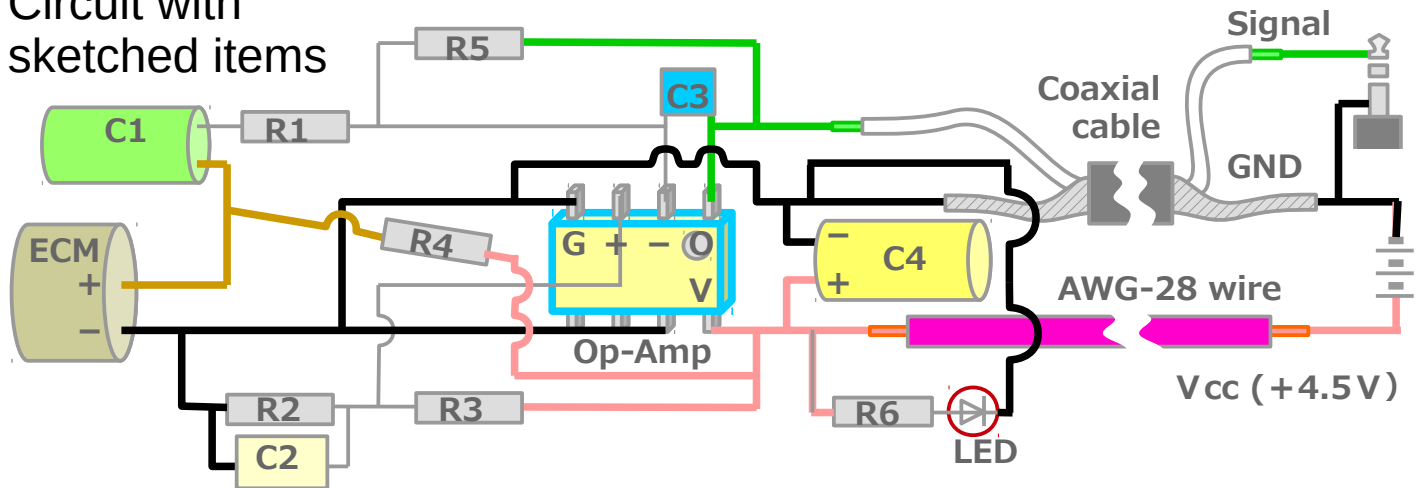 Circuit with
sketched items
R5
Signal
C3
Coaxial
cable
C1
R1
GND
ECM
+
−
R4
G + − O
V
−
+
C4
AWG-28 wire
Op-Amp
Vcc (+4.5V)
R2
R3
R6
C2
LED